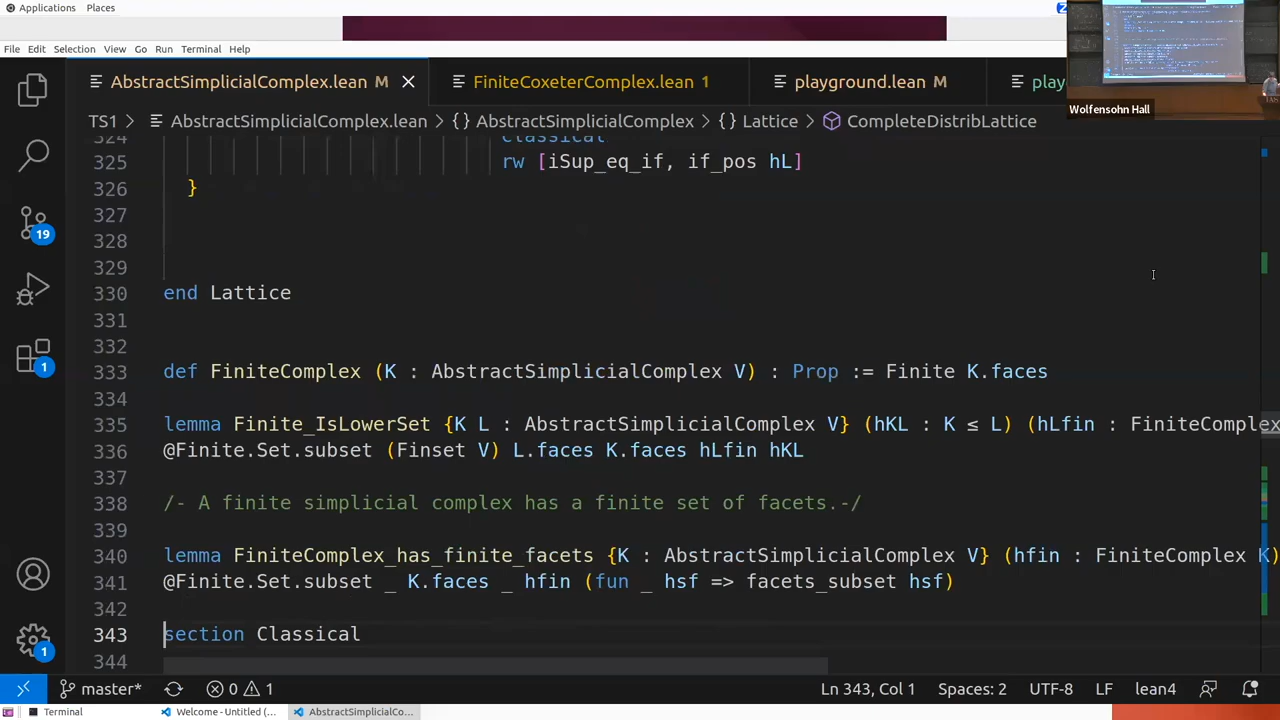 Applications Places
File Edit Selection View Go Run Terminal Help
AbstractSimplicialComplex.lean M FiniteCoxeterComplex.lean 1 playground.lean M play
TS1 > AbstractSimplicialComplex.lean > {} AbstractSimplicialComplex > {} Lattice > CompleteDistribLattice
Wolfensohn Hall
324 classical
325 rw [iSup_eq_if, if_pos hL]
326 }
327
328
329
330 end Lattice
331
332
333 def FiniteComplex (K : AbstractSimplicialComplex V) : Prop := Finite K.faces
334
335 lemma Finite_IsLowerSet {K L : AbstractSimplicialComplex V} (hKL : K ≤ L) (hLfin : FiniteComplex
336 @Finite.Set.subset (Finset V) L.faces K.faces hLfin hKL
337
338 /- A finite simplicial complex has a finite set of facets.-/
339
340 lemma FiniteComplex_has_finite_facets {K : AbstractSimplicialComplex V} (hfin : FiniteComplex K)
341 @Finite.Set.subset _ K.faces _ hfin (fun _ hsf => facets_subset hsf)
342
343 section Classical
344
19
1
1
master* 0 1 Ln 343, Col 1 Spaces: 2 UTF-8 LF lean4
Terminal Welcome - Untitled (... AbstractSimplicialCo...